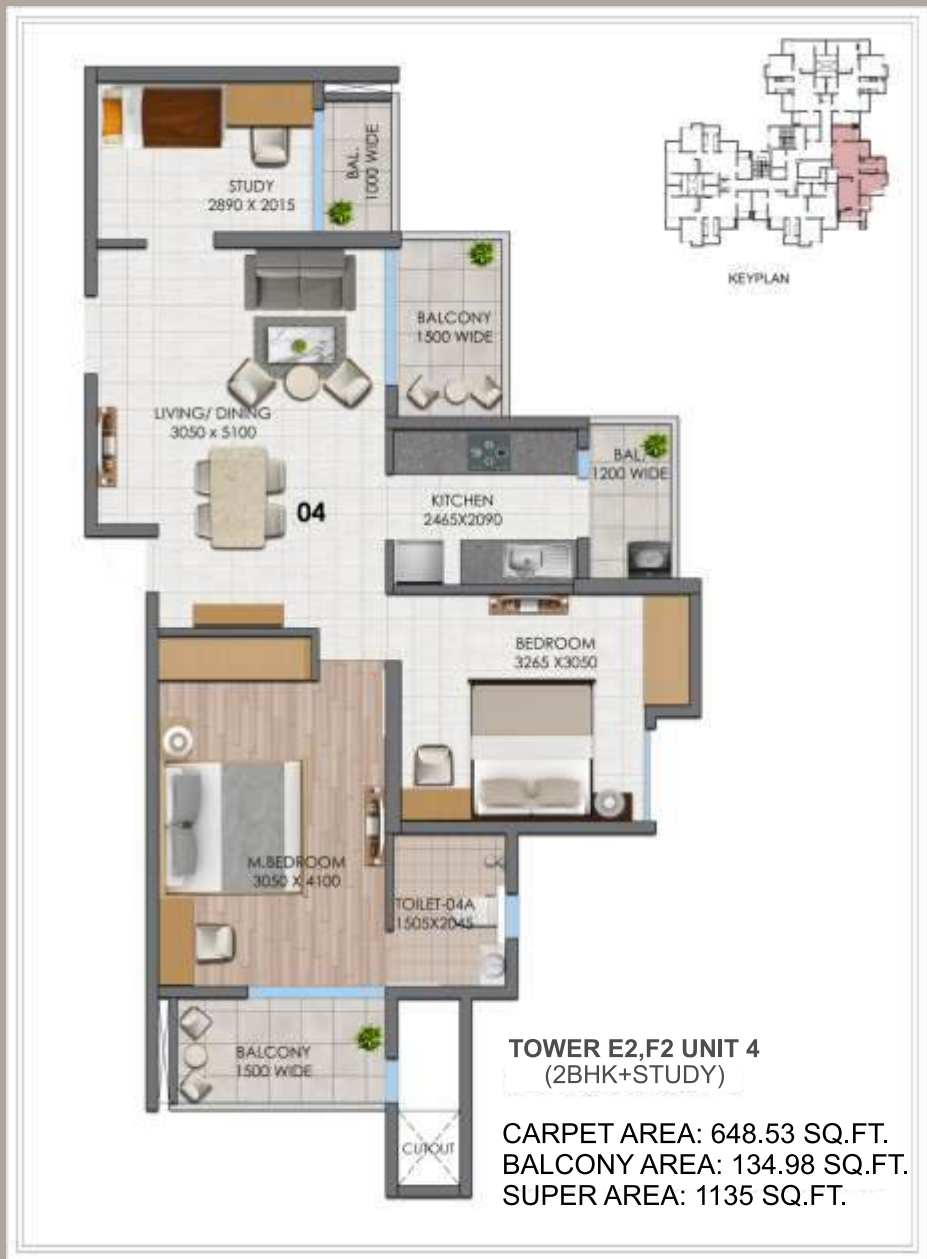 STUDY
2890 X 2015
BAL.
1000 WIDE
KEYPLAN
BALCONY
1500 WIDE
LIVING/ DINING
3050 x 5100
04
KITCHEN
2465X2090
BAL.
1200 WIDE
BEDROOM
3265 X3050
M.BEDROOM
3050 X 4100
TOILET-04A
1505X2045
BALCONY
1500 WIDE
CUTOUT
TOWER E2,F2 UNIT 4
(2BHK+STUDY)
CARPET AREA: 648.53 SQ.FT.
BALCONY AREA: 134.98 SQ.FT.
SUPER AREA: 1135 SQ.FT.